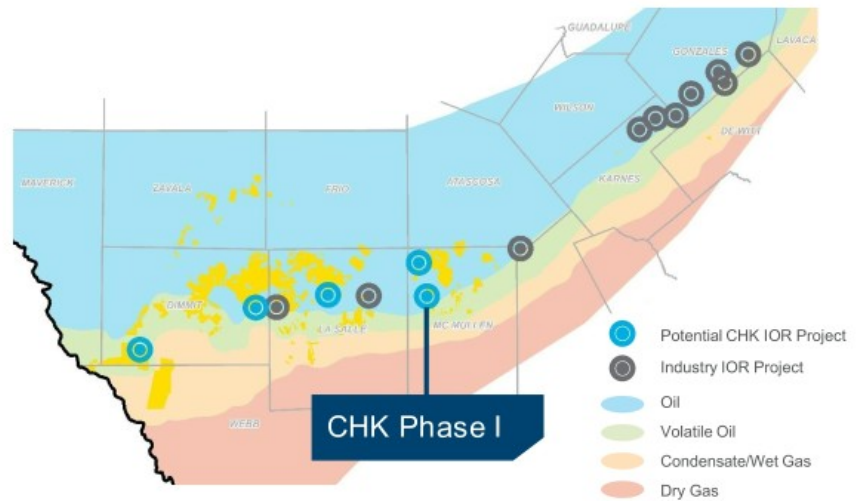 GUADALUPE
LAVACA
GONZALES
WILSON
DE WITT
MAVERICK
ZAVALA
FRIO
ATASCOSA
KARNES
DIMMIT
LA SALLE
MC MULLEN
WEBB
CHK Phase I
Potential CHK IOR Project
Industry IOR Project
Oil
Volatile Oil
Condensate/Wet Gas
Dry Gas